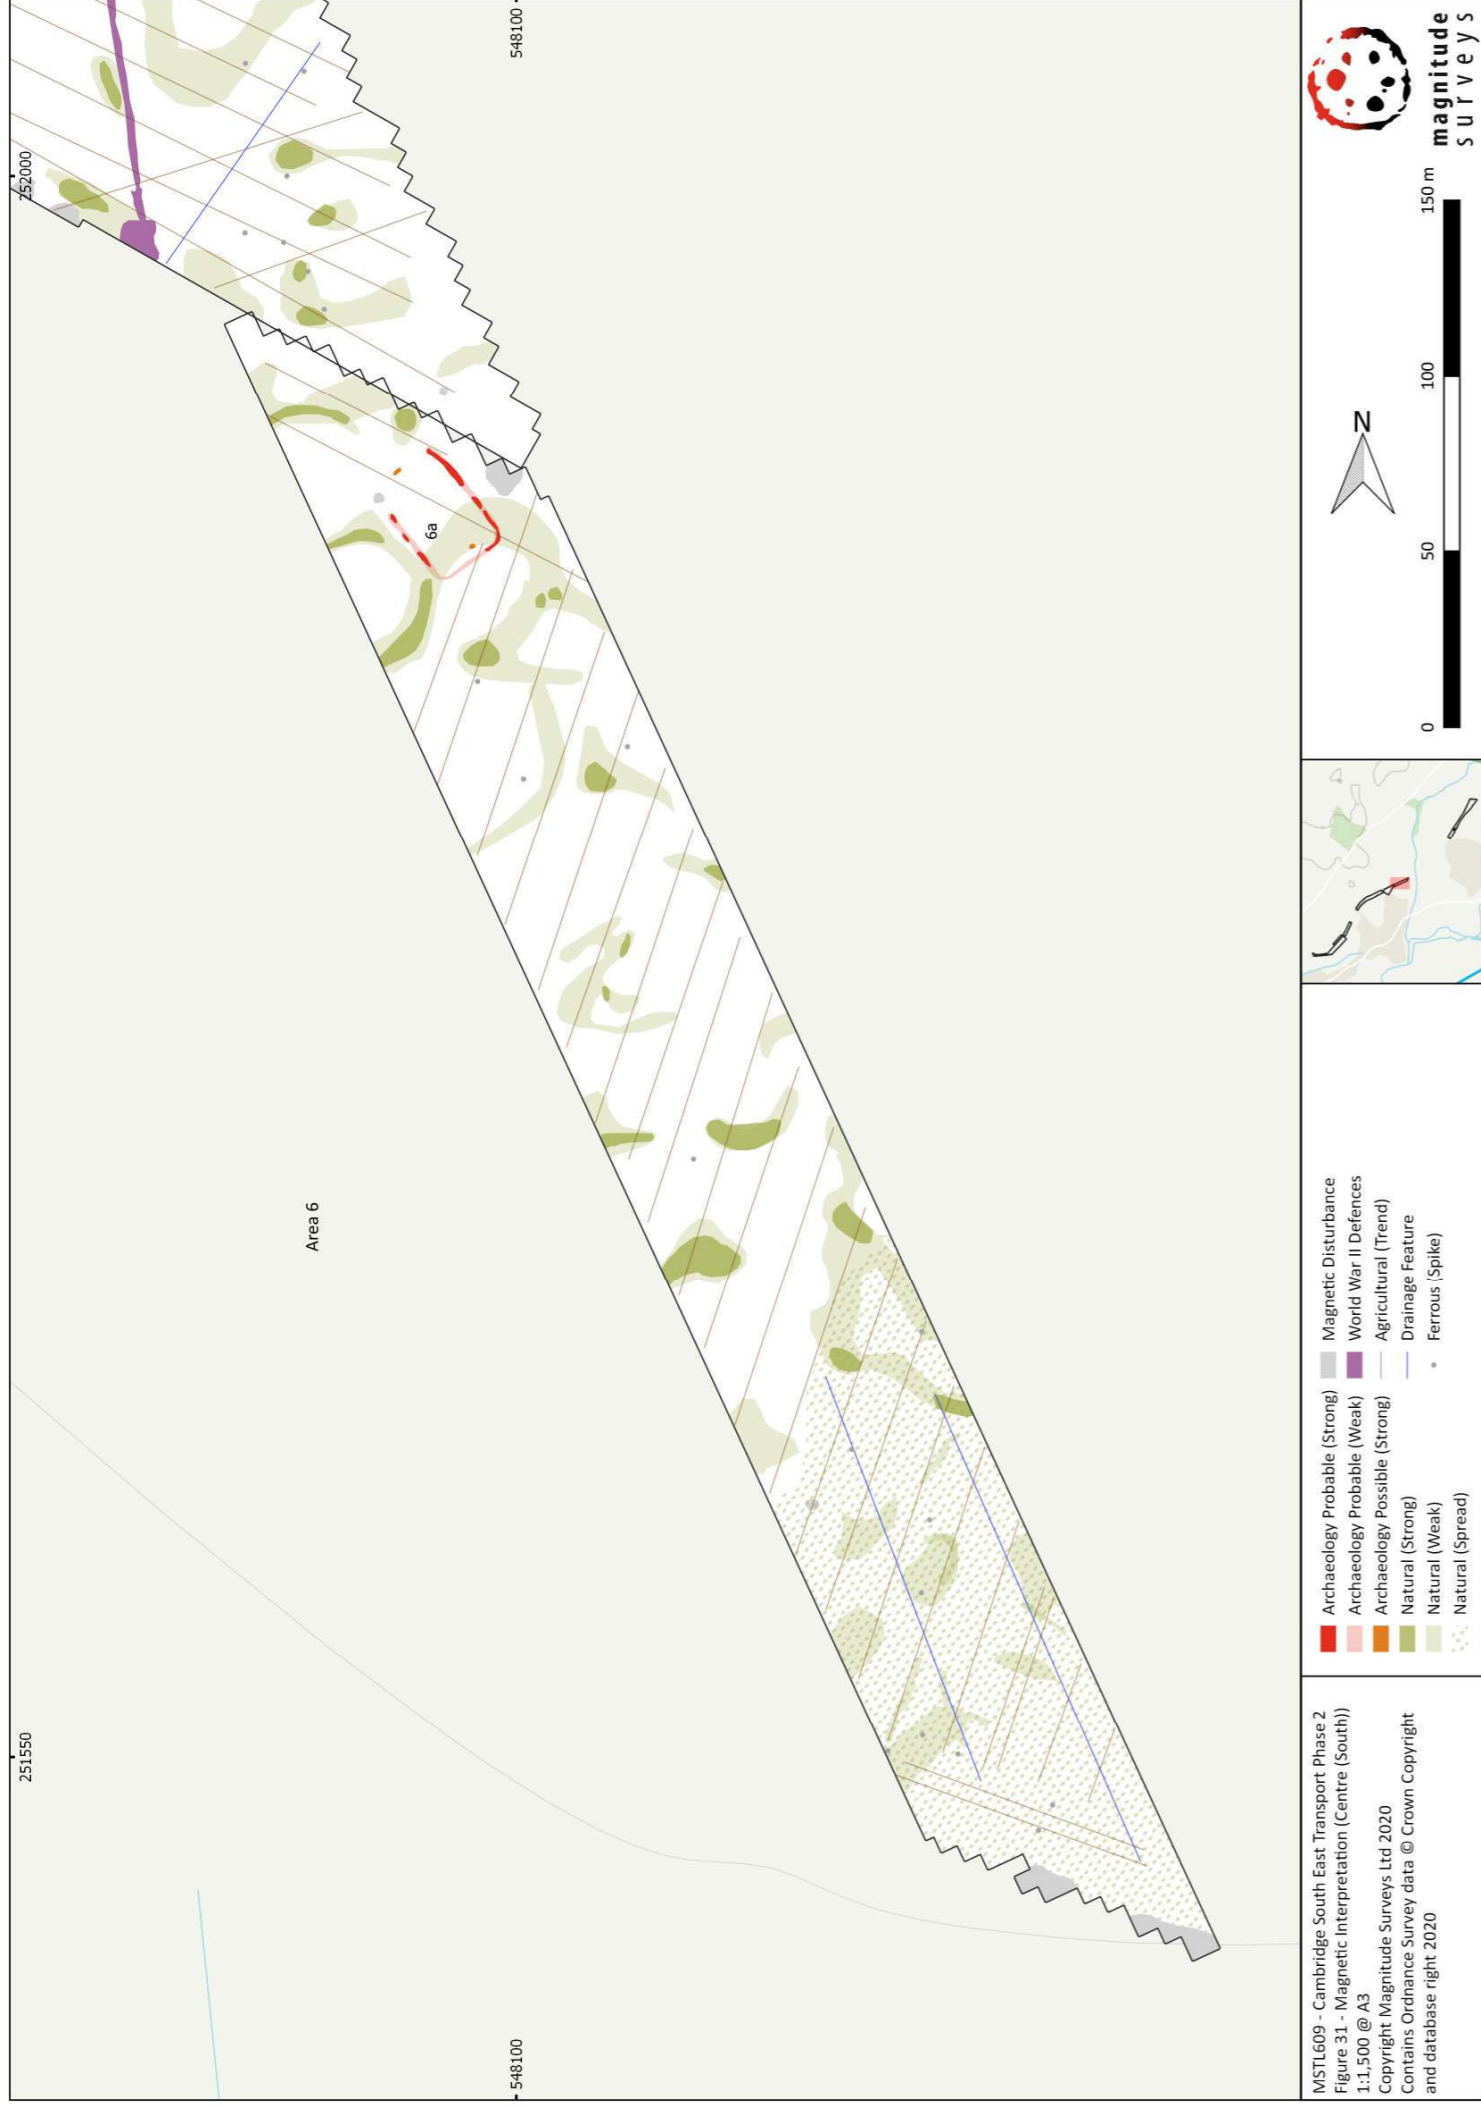 548100
252000
6a
Area 6
251550
548100
MSTL609 - Cambridge South East Transport Phase 2
Figure 31 - Magnetic Interpretation (Centre (South))
1:1,500 @ A3
Copyright Magnitude Surveys Ltd 2020
Contains Ordnance Survey data © Crown Copyright
and database right 2020
Archaeology Probable (Strong)
Archaeology Probable (Weak)
Archaeology Possible (Strong)
Natural (Strong)
Natural (Weak)
Natural (Spread)
Magnetic Disturbance
World War II Defences
Agricultural (Trend)
Drainage Feature
Ferrous (Spike)
N
0
50
100
150 m
magnitude
surveys